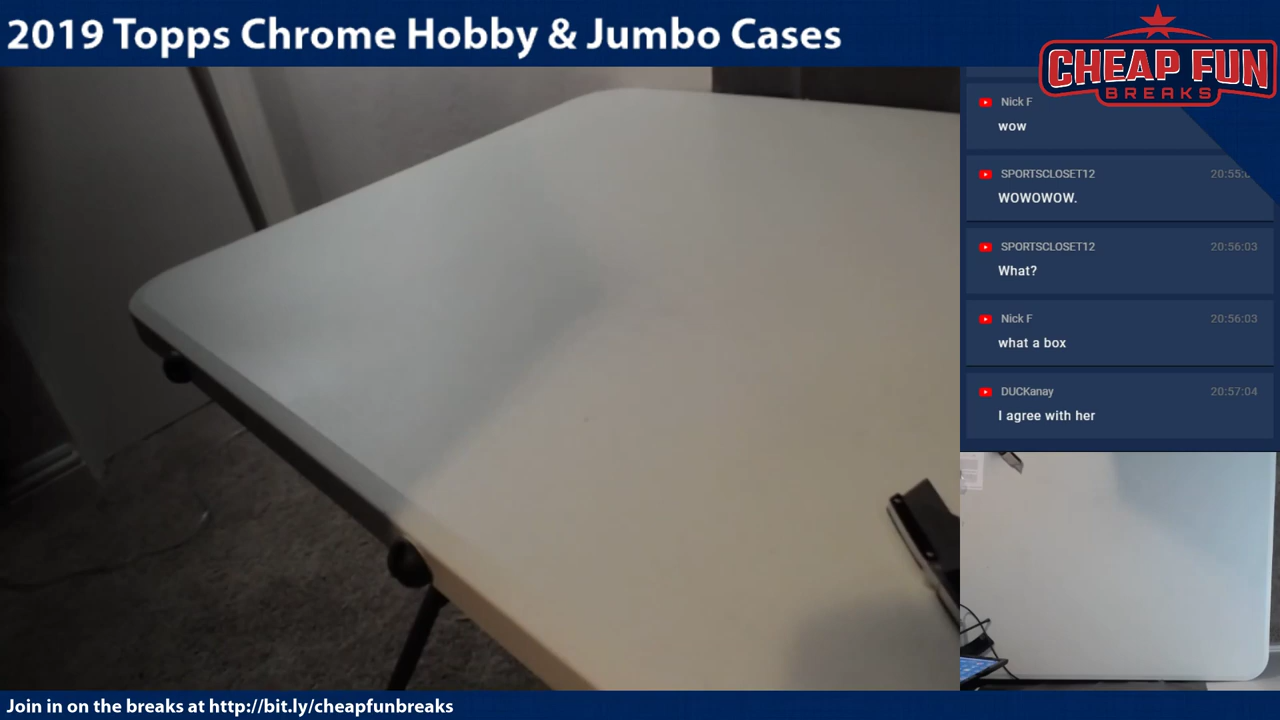 2019 Topps Chrome Hobby & Jumbo Cases
CHEAP FUN
BREAKS
Nick F
wow
SPORTSCLOSET12
20:55:
WOWOWOW.
SPORTSCLOSET12
20:56:03
What?
Nick F
20:56:03
what a box
DUCKanay
20:57:04
I agree with her
Join in on the breaks at http://bit.ly/cheapfunbreaks